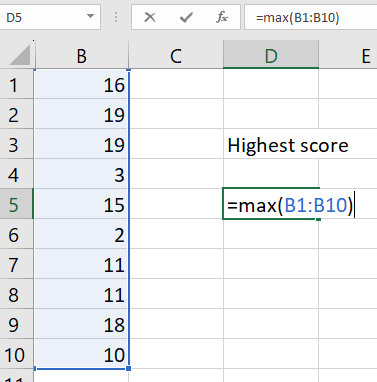 D5 =max(B1:B10)
B C D E
1 16
2 19
3 19 Highest score
4 3
5 15 =max(B1:B10)
6 2
7 11
8 11
9 18
10 10